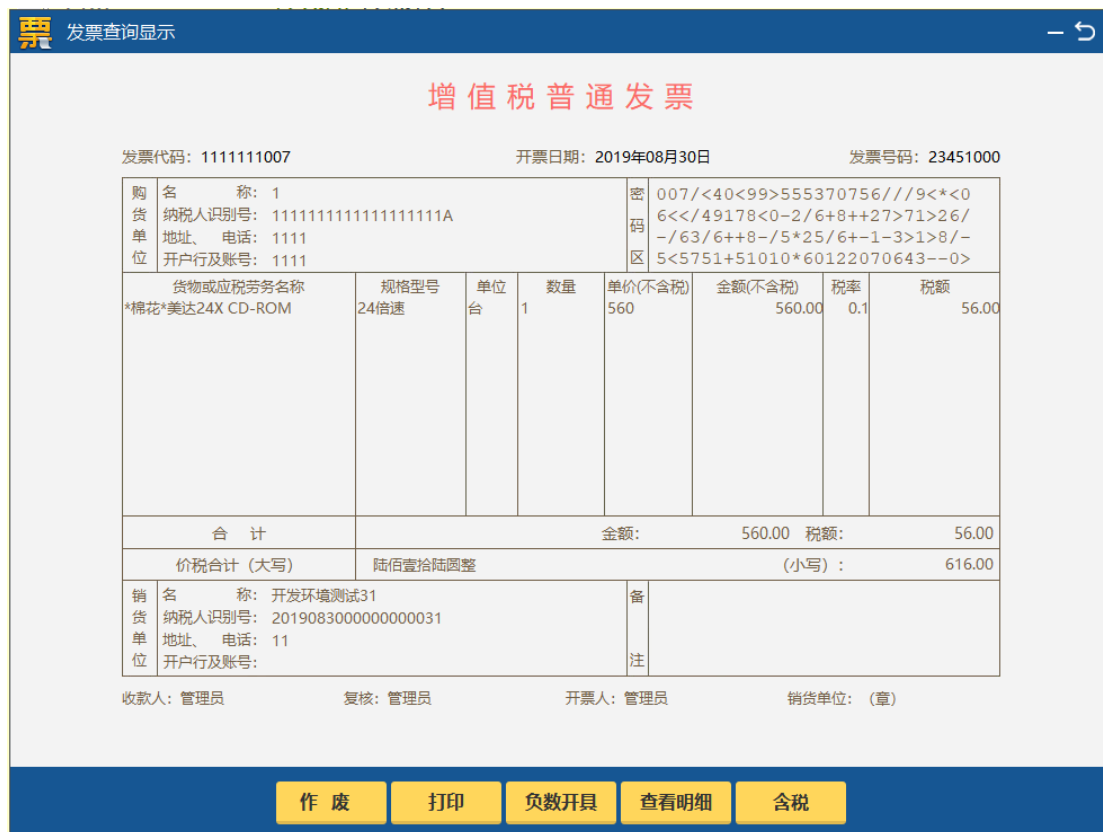 票 发票查询显示
增值税普通发票
发票代码：1111111007 开票日期：2019年08月30日 发票号码：23451000
购货单位
名 称：1
纳税人识别号：1111111111111111111A
地址、 电话：1111
开户行及账号：1111
密码区
007/<40<99>555370756///9<*<0
6<</49178<0-2/6+8++27>71>26/
-/63/6++8-/5*25/6+-1-3>1>8/-
5<5751+51010*60122070643--0>
货物或应税劳务名称 规格型号 单位 数量 单价(不含税) 金额(不含税) 税率 税额
*棉花*美达24X CD-ROM 24倍速 台 1 560 560.00 0.1 56.00
合 计 金额： 560.00 税额： 56.00
价税合计（大写） 陆佰壹拾陆圆整 （小写）： 616.00
销货单位
名 称：开发环境测试31
纳税人识别号：2019083000000000031
地址、 电话：11
开户行及账号：
备注
收款人：管理员 复核：管理员 开票人：管理员 销货单位：（章）
作 废 打印 负数开具 查看明细 含税